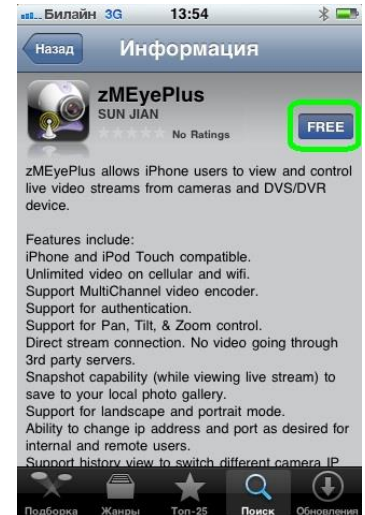 Билайн 3G 13:54
Назад Информация
zMEyePlus
SUN JIAN
No Ratings
FREE
zMEyePlus allows iPhone users to view and control
live video streams from cameras and DVS/DVR
device.
Features include:
iPhone and iPod Touch compatible.
Unlimited video on cellular and wifi.
Support MultiChannel video encoder.
Support for authentication.
Support for Pan, Tilt, & Zoom control.
Direct stream connection. No video going through
3rd party servers.
Snapshot capability (while viewing live stream) to
save to your local photo gallery.
Support for landscape and portrait mode.
Ability to change ip address and port as desired for
internal and remote users.
Support history view to switch different camera IP
Подборка Жанры Топ-25 Поиск Обновления